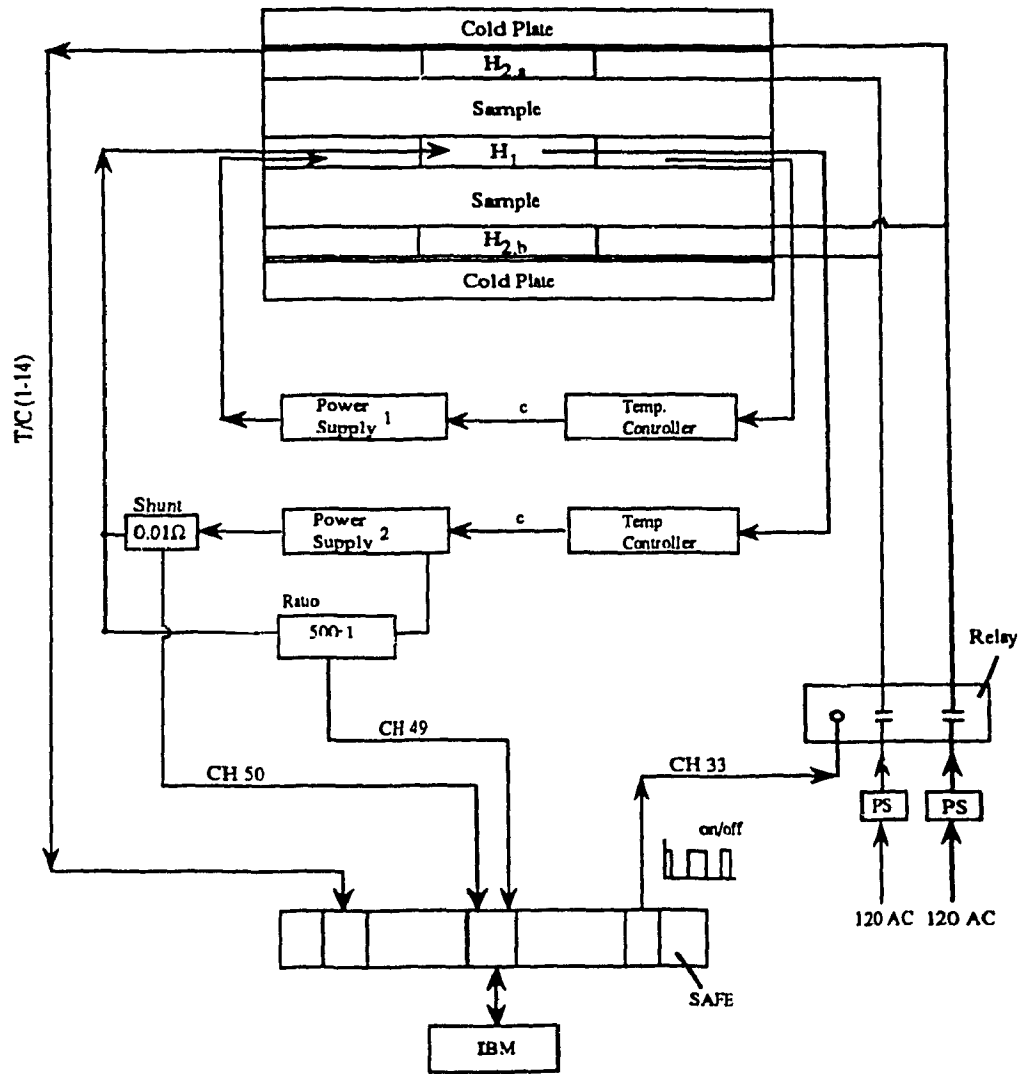 Cold Plate
H2,a
Sample
H1
Sample
H2,b
Cold Plate
T/C (1-14)
Power
Supply 1
c
Temp.
Controller
Shunt
0.01Ω
Power
Supply 2
c
Temp
Controller
Ratio
500:1
Relay
CH 49
CH 50
CH 33
on/off
PS
PS
120 AC
120 AC
SAFE
IBM